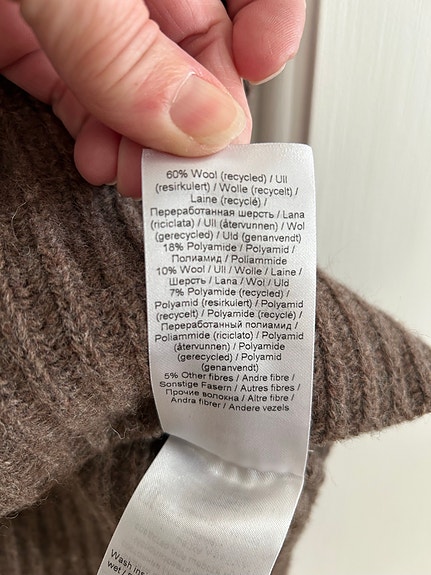 60% Wool (recycled) / Ull
(resirkulert) / Wolle (recycelt) /
Laine (recyclé) /
Переработанная шерсть / Lana
(riciclata) / Ull (återvunnen) / Wol
(gerecycled) / Uld (genanvendt)
18% Polyamide / Polyamid /
Полиамид / Poliammide
10% Wool / Ull / Wolle / Laine /
Шерсть / Lana / Wol / Uld
7% Polyamide (recycled) /
Polyamid (resirkulert) / Polyamid
(recycelt) / Polyamide (recyclé) /
Переработанный полиамид /
Poliammide (riciclato) / Polyamid
(återvunnen) / Polyamide
(gerecycled) / Polyamid
(genanvendt)
5% Other fibres / Andre fibre /
Sonstige Fasern / Autres fibres /
Прочие волокна / Altre fibre /
Andra fibrer / Andere vezels
Wash
wet /